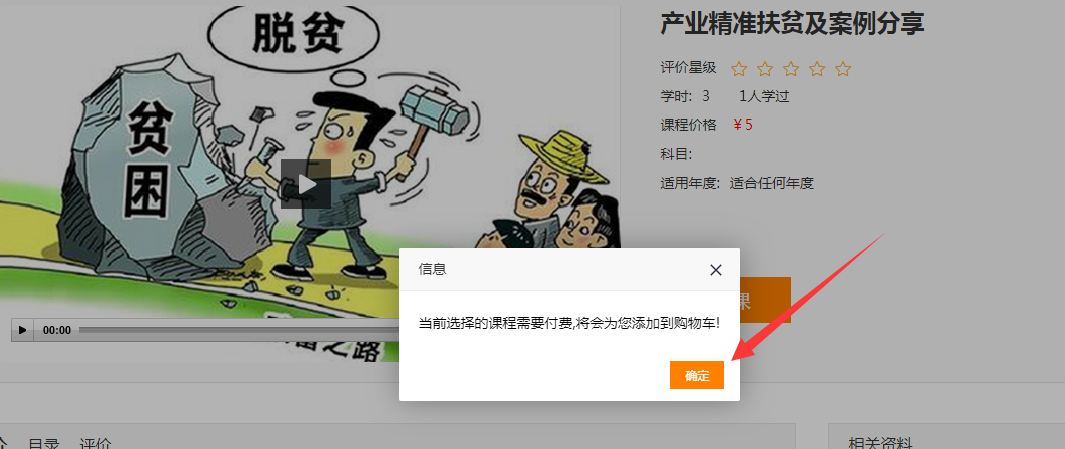 脱贫
贫困
产业精准扶贫及案例分享
评价星级
学时: 3 1人学过
课程价格 ￥5
科目:
适用年度: 适合任何年度
课
信息
当前选择的课程需要付费,将会为您添加到购物车!
确定
00:00
之路
目录 评价
相关资料